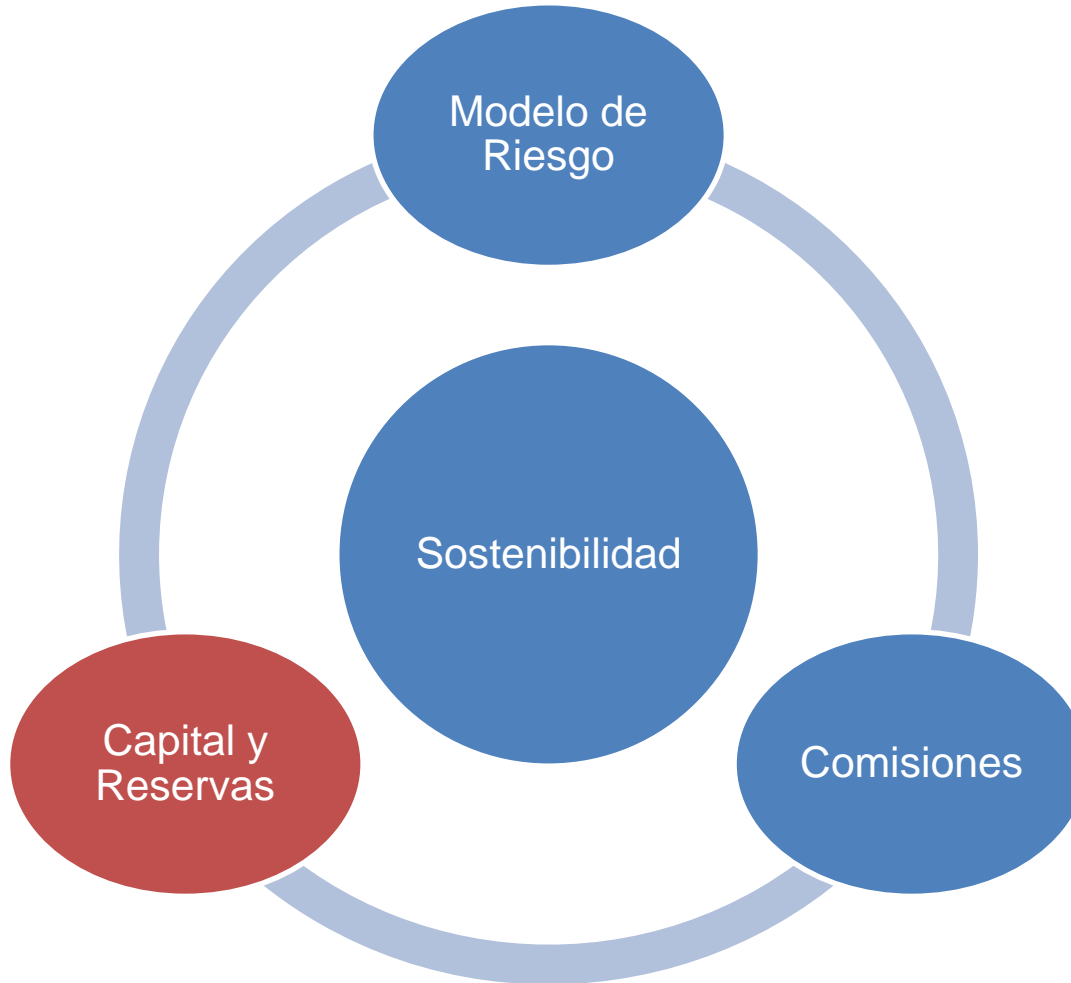 Modelo de
Riesgo
Sostenibilidad
Capital y
Reservas
Comisiones